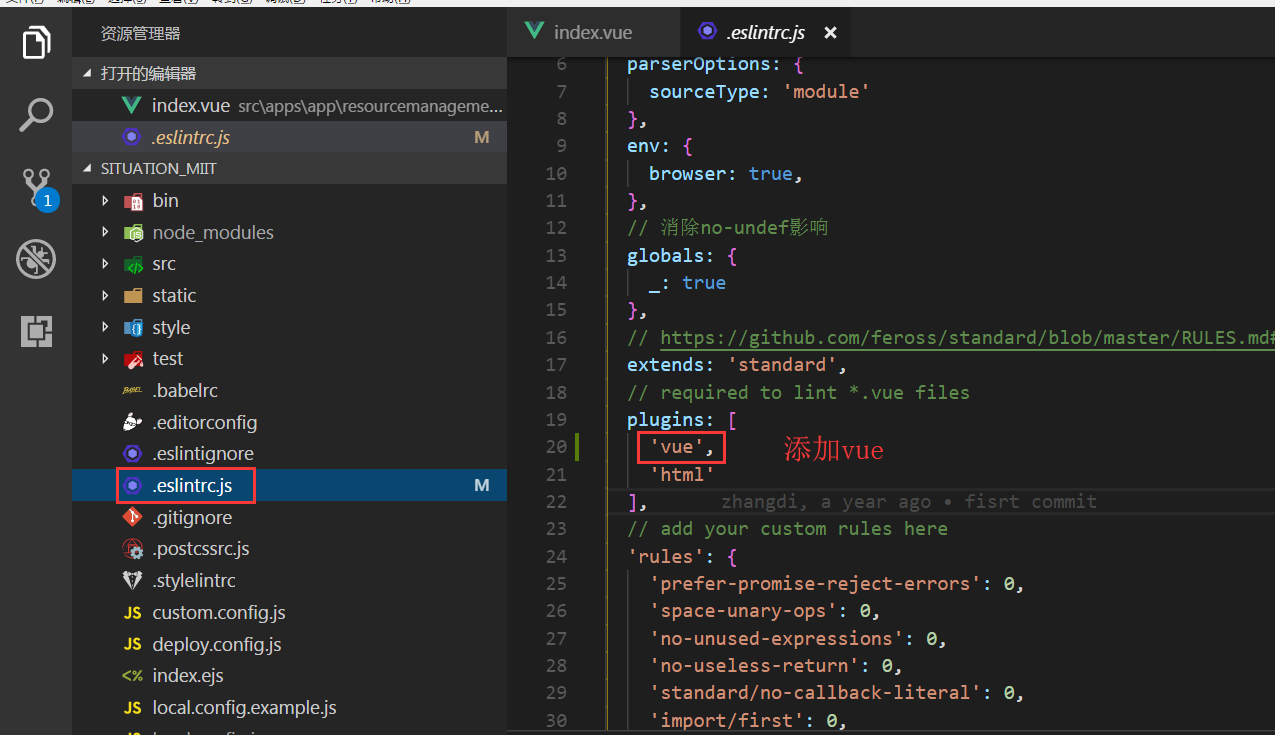 资源管理器
打开的编辑器
index.vue src\apps\app\resourcemanageme...
.eslintrc.js M
SITUATION_MIIT
bin
node_modules
src
static
style
test
.babelrc
.editorconfig
.eslintignore
.eslintrc.js M
.gitignore
.postcssrc.js
.stylelintrc
JS custom.config.js
JS deploy.config.js
<% index.ejs
JS local.config.example.js
1
index.vue
.eslintrc.js ×
6 parserOptions: {
7 sourceType: 'module'
8 },
9 env: {
10 browser: true,
11 },
12 // 消除no-undef影响
13 globals: {
14 _: true
15 },
16 // https://github.com/feross/standard/blob/master/RULES.md#
17 extends: 'standard',
18 // required to lint *.vue files
19 plugins: [
20 'vue', 添加vue
21 'html'
22 ], zhangdi, a year ago • fisrt commit
23 // add your custom rules here
24 'rules': {
25 'prefer-promise-reject-errors': 0,
26 'space-unary-ops': 0,
27 'no-unused-expressions': 0,
28 'no-useless-return': 0,
29 'standard/no-callback-literal': 0,
30 'import/first': 0,